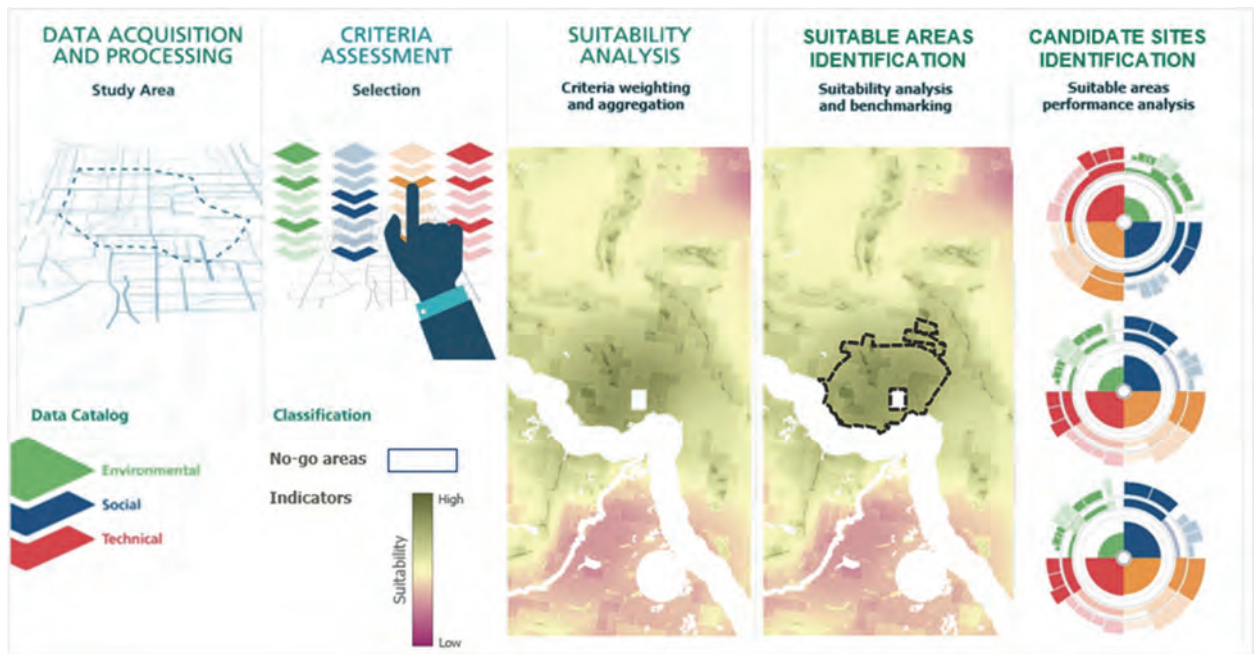 DATA ACQUISITION
AND PROCESSING
Study Area
CRITERIA
ASSESSMENT
Selection
SUITABILITY
ANALYSIS
Criteria weighting
and aggregation
SUITABLE AREAS
IDENTIFICATION
Suitability analysis
and benchmarking
CANDIDATE SITES
IDENTIFICATION
Suitable areas
performance analysis
Data Catalog
Environmental
Social
Technical
Classification
No-go areas
Indicators
High
Suitability
Low